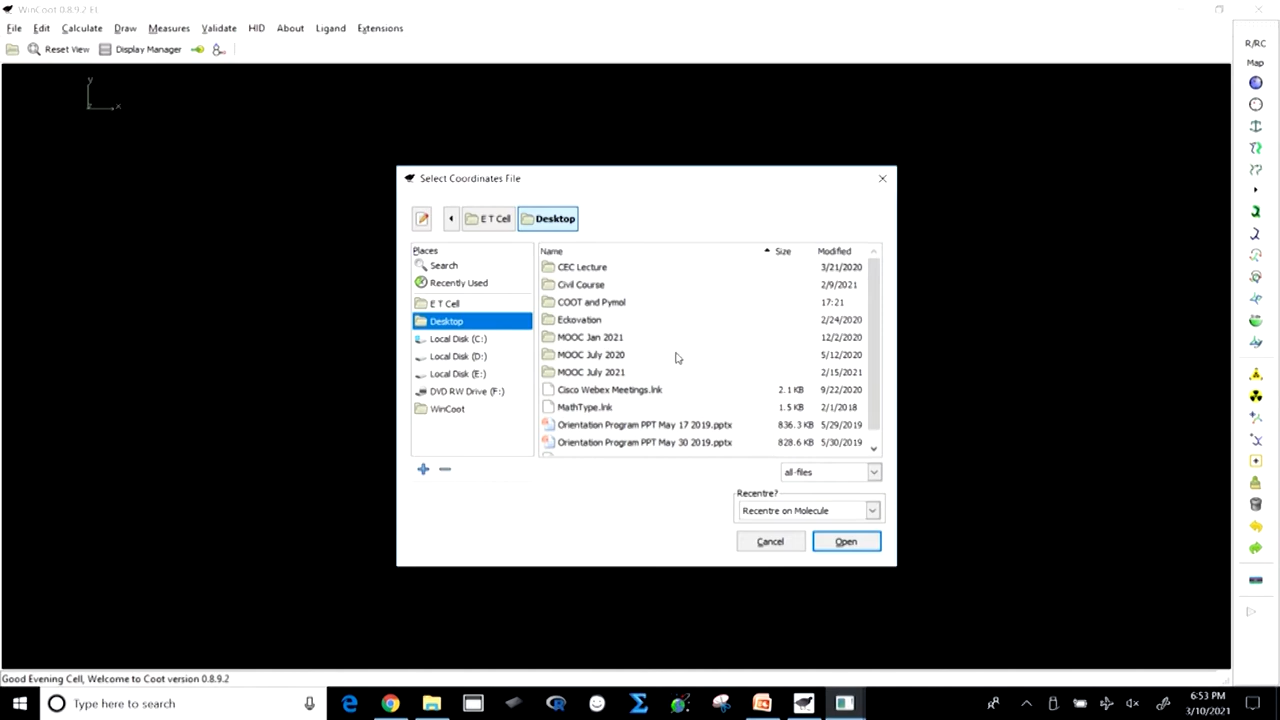 WinCoot 0.8.9.2 EL
File Edit Calculate Draw Measures Validate HID About Ligand Extensions
Reset View Display Manager
R/RC
Map
y
z x
Select Coordinates File
E T Cell Desktop
Places
Search
Recently Used
E T Cell
Desktop
Local Disk (C:)
Local Disk (D:)
Local Disk (E:)
DVD RW Drive (F:)
WinCoot
Name Size Modified
CEC Lecture 3/21/2020
Civil Course 2/9/2021
COOT and Pymol 17:21
Eckovation 2/24/2020
MOOC Jan 2021 12/2/2020
MOOC July 2020 5/12/2020
MOOC July 2021 2/15/2021
Cisco Webex Meetings.lnk 2.1 KB 9/22/2020
MathType.lnk 1.5 KB 2/1/2018
Orientation Program PPT May 17 2019.pptx 836.3 KB 5/29/2019
Orientation Program PPT May 30 2019.pptx 828.6 KB 5/30/2019
all-files
Recentre?
Recentre on Molecule
Cancel Open
Good Evening Cell, Welcome to Coot version 0.8.9.2
Type here to search
6:53 PM
3/10/2021